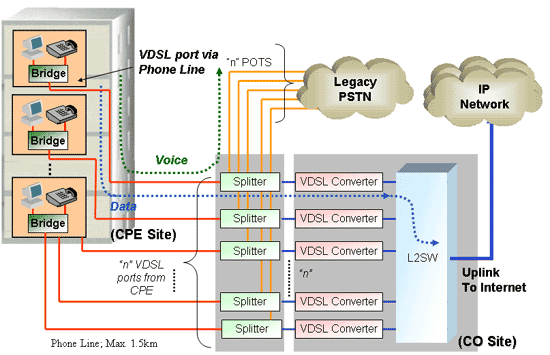 VDSL port via
Phone Line
Bridge
Bridge
Bridge
"n" POTS
Legacy
PSTN
IP
Network
Voice
Data
(CPE Site)
"n" VDSL
ports from
CPE
Splitter
VDSL Converter
Splitter
VDSL Converter
Splitter
VDSL Converter
"n"
Splitter
VDSL Converter
Splitter
VDSL Converter
L2SW
Uplink
To Internet
(CO Site)
Phone Line; Max. 1.5km